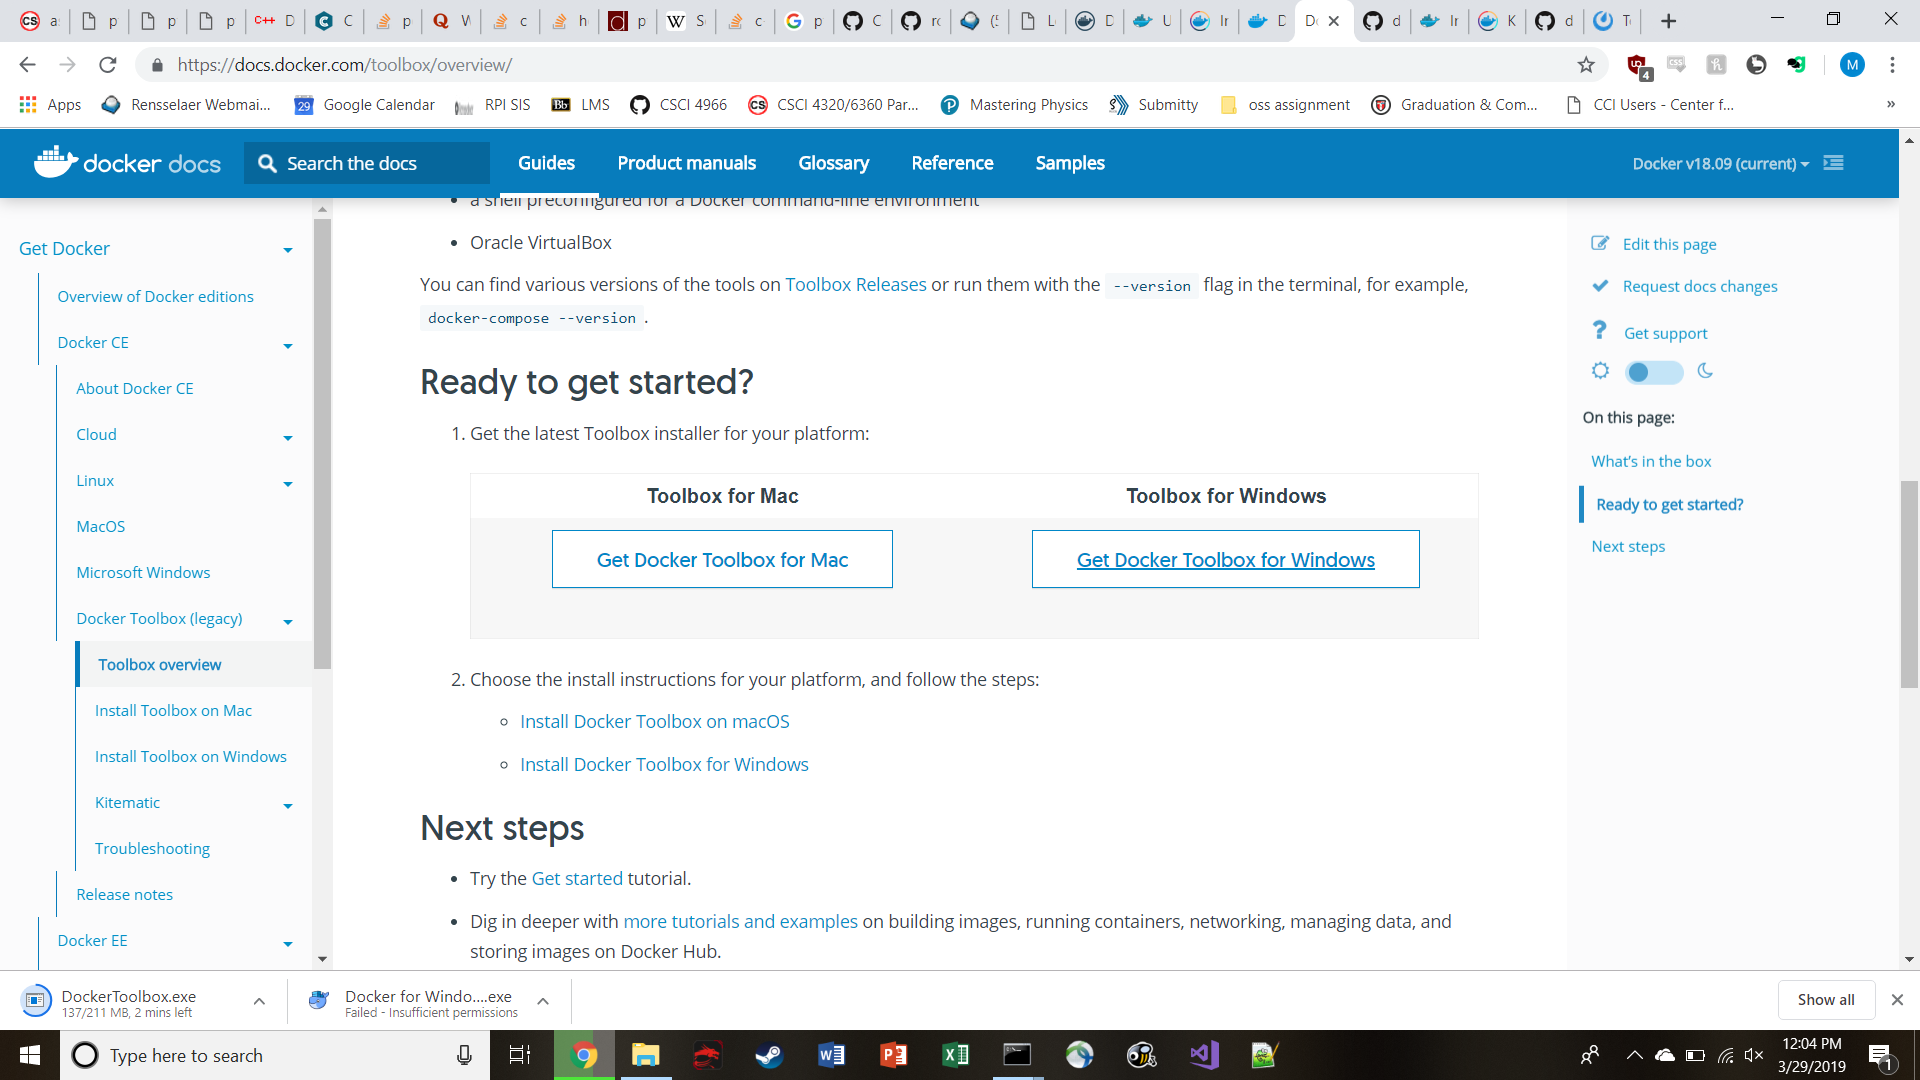 https://docs.docker.com/toolbox/overview/
4
M
Apps
Rensselaer Webmai...
29
Google Calendar
RPI SIS
Bb
LMS
CSCI 4966
CS
CSCI 4320/6360 Par...
Mastering Physics
Submitty
oss assignment
Graduation & Com...
CCI Users - Center f...
»
docker docs
Search the docs
Guides
Product manuals
Glossary
Reference
Samples
Docker v18.09 (current)
Get Docker
Overview of Docker editions
Docker CE
About Docker CE
Cloud
Linux
MacOS
Microsoft Windows
Docker Toolbox (legacy)
Toolbox overview
Install Toolbox on Mac
Install Toolbox on Windows
Kitematic
Troubleshooting
Release notes
Docker EE
• a shell preconfigured for a Docker command-line environment
• Oracle VirtualBox
You can find various versions of the tools on Toolbox Releases or run them with the --version flag in the terminal, for example,
docker-compose --version .
Ready to get started?
1. Get the latest Toolbox installer for your platform:
Toolbox for Mac
Toolbox for Windows
Get Docker Toolbox for Mac
Get Docker Toolbox for Windows
2. Choose the install instructions for your platform, and follow the steps:
Install Docker Toolbox on macOS
Install Docker Toolbox for Windows
Next steps
• Try the Get started tutorial.
• Dig in deeper with more tutorials and examples on building images, running containers, networking, managing data, and
storing images on Docker Hub.
Edit this page
Request docs changes
Get support
On this page:
What's in the box
Ready to get started?
Next steps
DockerToolbox.exe
137/211 MB, 2 mins left
Docker for Windo....exe
Failed - Insufficient permissions
Show all
Type here to search
12:04 PM
3/29/2019
1